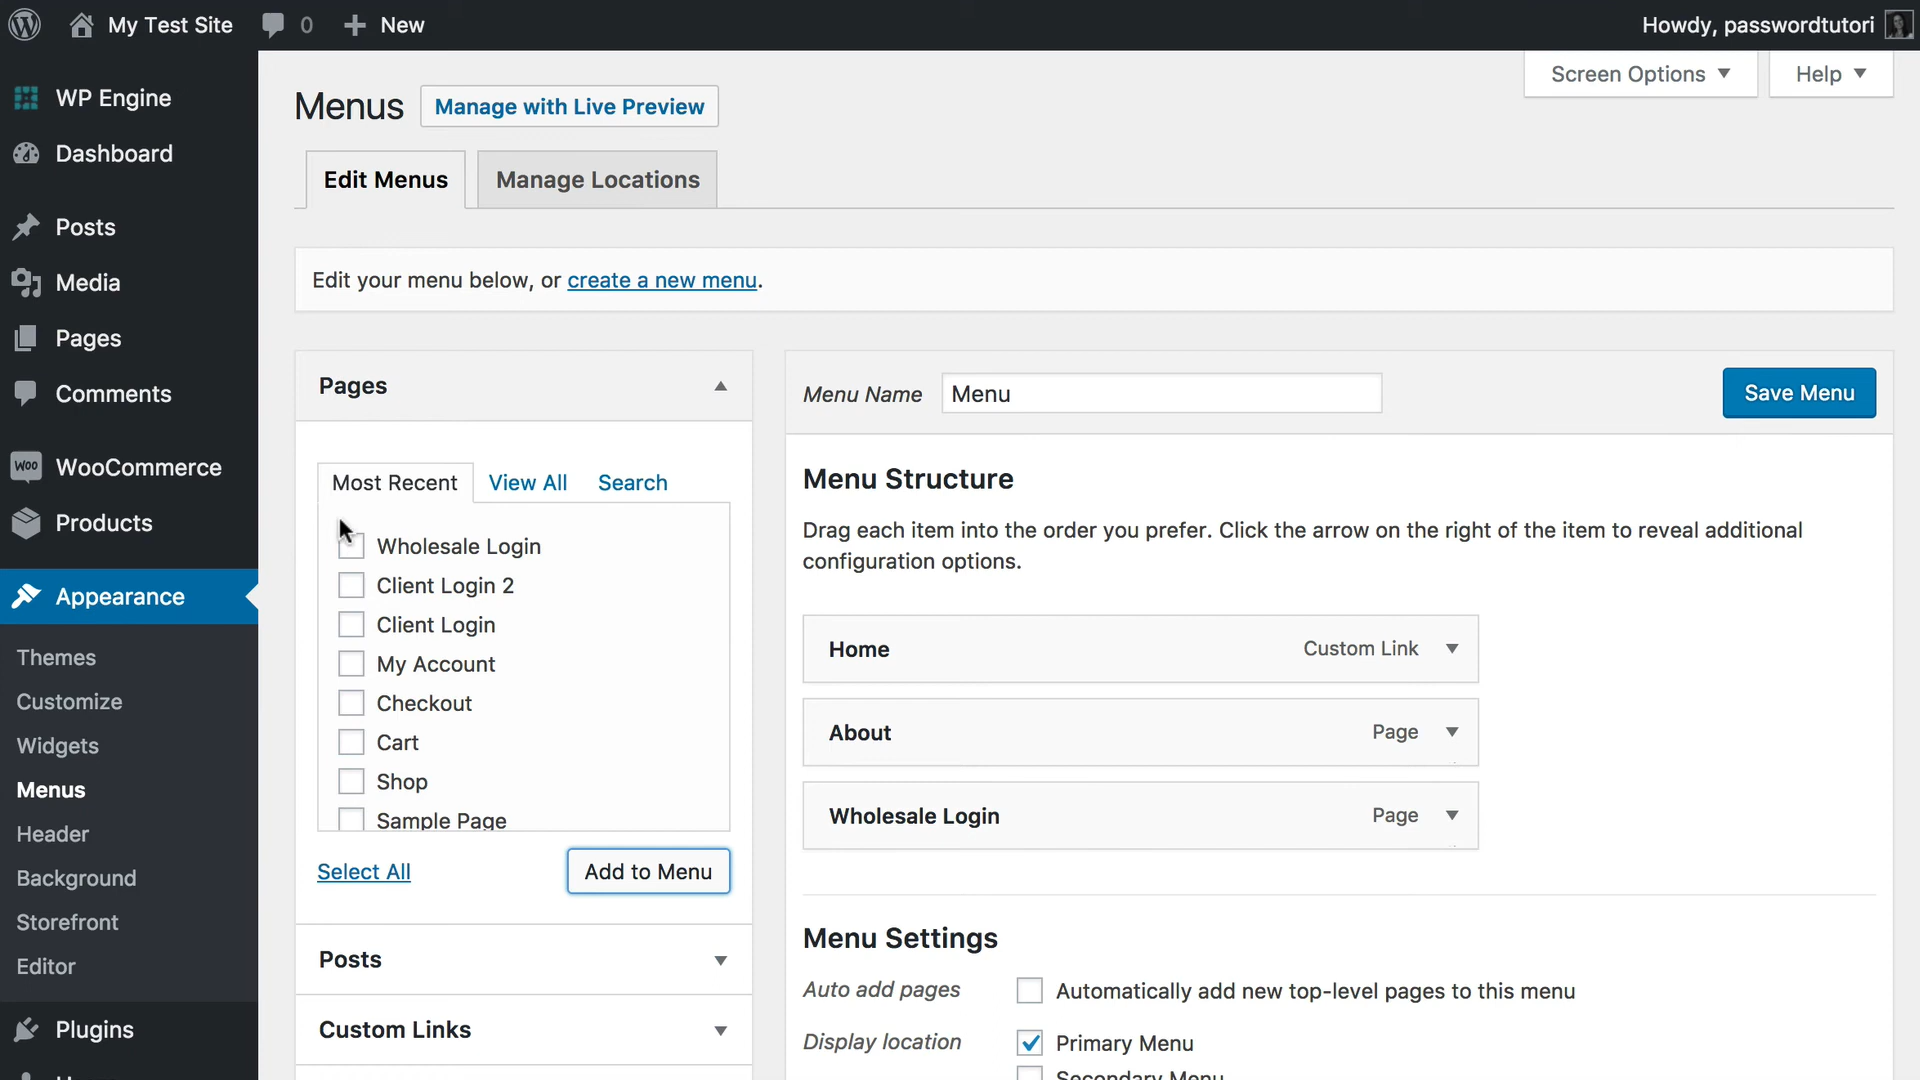 My Test Site
0
New
Howdy, passwordtutori
WP Engine
Dashboard
Posts
Media
Pages
Comments
WOO
WooCommerce
Products
Appearance
Themes
Customize
Widgets
Menus
Header
Background
Storefront
Editor
Plugins
Screen Options
Help
Menus
Manage with Live Preview
Edit Menus
Manage Locations
Edit your menu below, or create a new menu.
Pages
Most Recent
View All
Search
Wholesale Login
Client Login 2
Client Login
My Account
Checkout
Cart
Shop
Sample Page
Select All
Add to Menu
Posts
Custom Links
Menu Name
Menu
Save Menu
Menu Structure
Drag each item into the order you prefer. Click the arrow on the right of the item to reveal additional
configuration options.
Home
Custom Link
About
Page
Wholesale Login
Page
Menu Settings
Auto add pages
Automatically add new top-level pages to this menu
Display location
Primary Menu
Secondary Menu